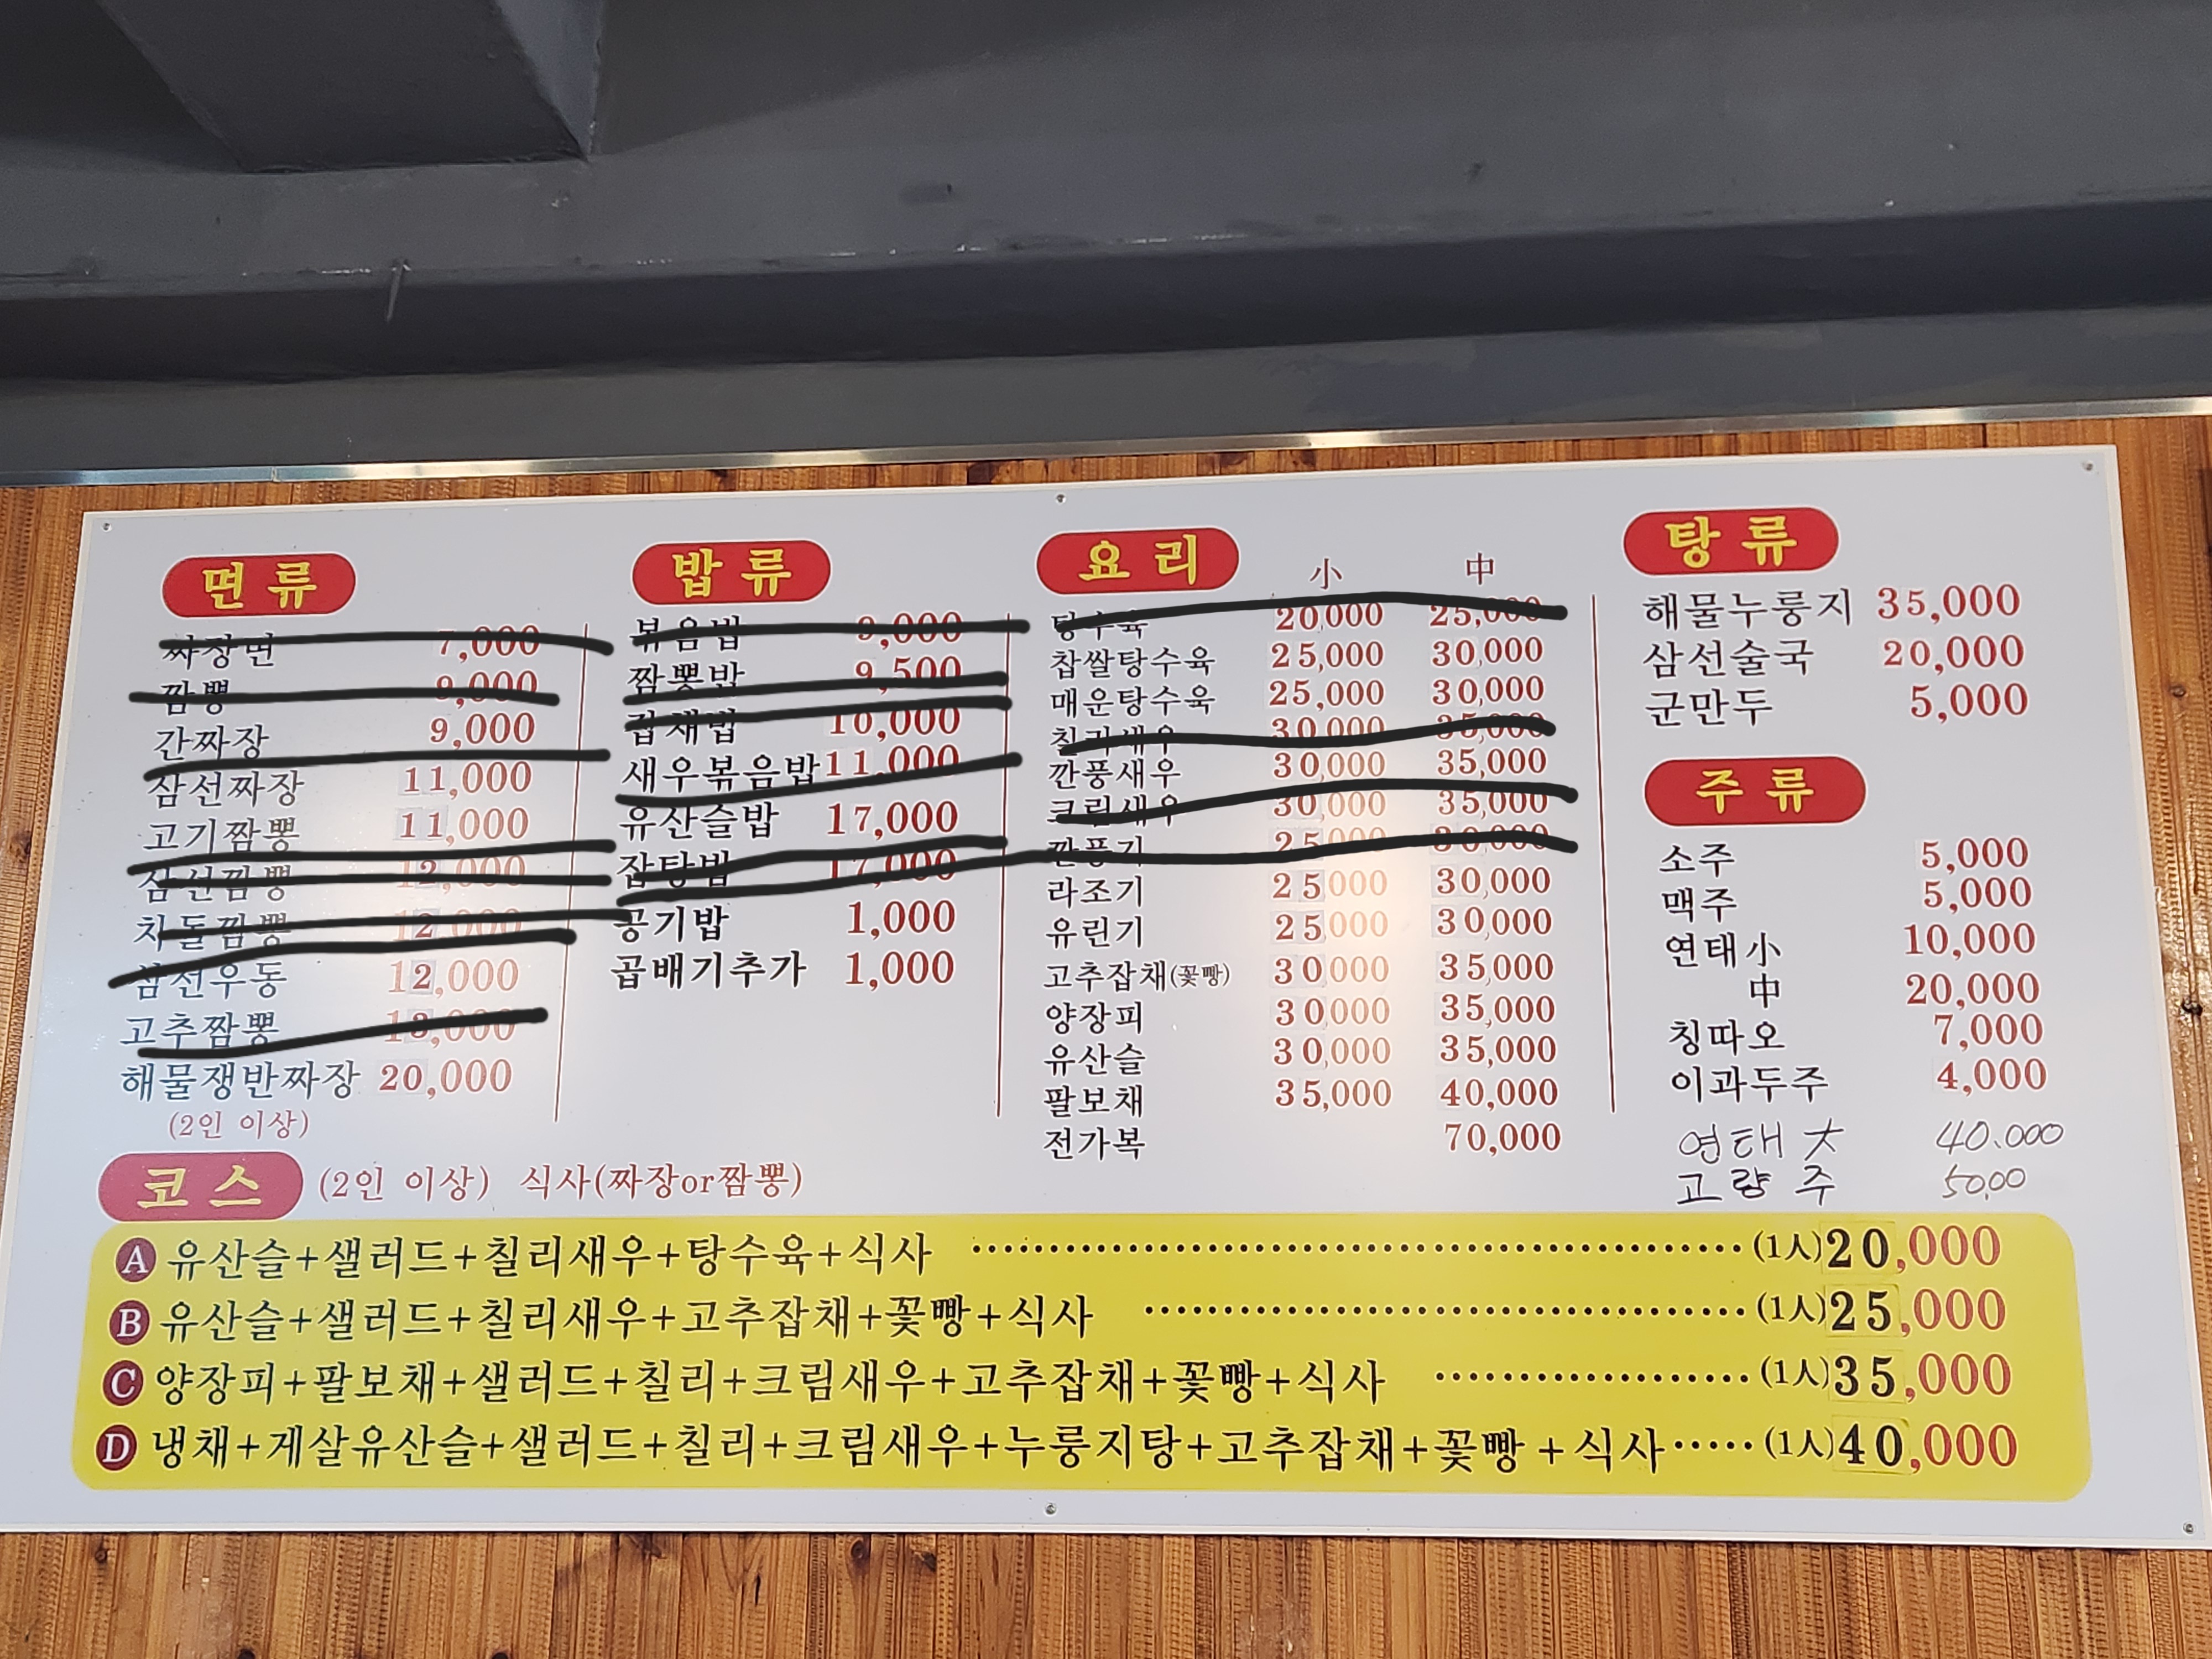 면류
짜장면 7,000
짬뽕 9,000
간짜장 9,000
삼선짜장 11,000
고기짬뽕 11,000
삼선짬뽕 12,000
차돌짬뽕 12,000
삼선우동 12,000
고추짬뽕 13,000
해물쟁반짜장 20,000
(2인 이상)
밥류
볶음밥 9,000
짬뽕밥 9,500
잡채밥 10,000
새우볶음밥 11,000
유산슬밥 17,000
잡탕밥 17,000
공기밥 1,000
곱배기추가 1,000
요리 小 中
탕수육 20,000 25,000
찹쌀탕수육 25,000 30,000
매운탕수육 25,000 30,000
칠리새우 30,000 35,000
깐풍새우 30,000 35,000
크림새우 30,000 35,000
깐풍기 25,000 30,000
라조기 25,000 30,000
유린기 25,000 30,000
고추잡채(꽃빵) 30,000 35,000
양장피 30,000 35,000
유산슬 30,000 35,000
팔보채 35,000 40,000
전가복 70,000
탕류
해물누룽지 35,000
삼선술국 20,000
군만두 5,000
주류
소주 5,000
맥주 5,000
연태小 10,000
中 20,000
칭따오 7,000
이과두주 4,000
연태 大 40.000
고량주 50,00
코스 (2인 이상) 식사(짜장or짬뽕)
A 유산슬+샐러드+칠리새우+탕수육+식사 (1人)20,000
B 유산슬+샐러드+칠리새우+고추잡채+꽃빵+식사 (1人)25,000
C 양장피+팔보채+샐러드+칠리+크림새우+고추잡채+꽃빵+식사 (1人)35,000
D 냉채+게살유산슬+샐러드+칠리+크림새우+누룽지탕+고추잡채+꽃빵+식사 (1人)40,000